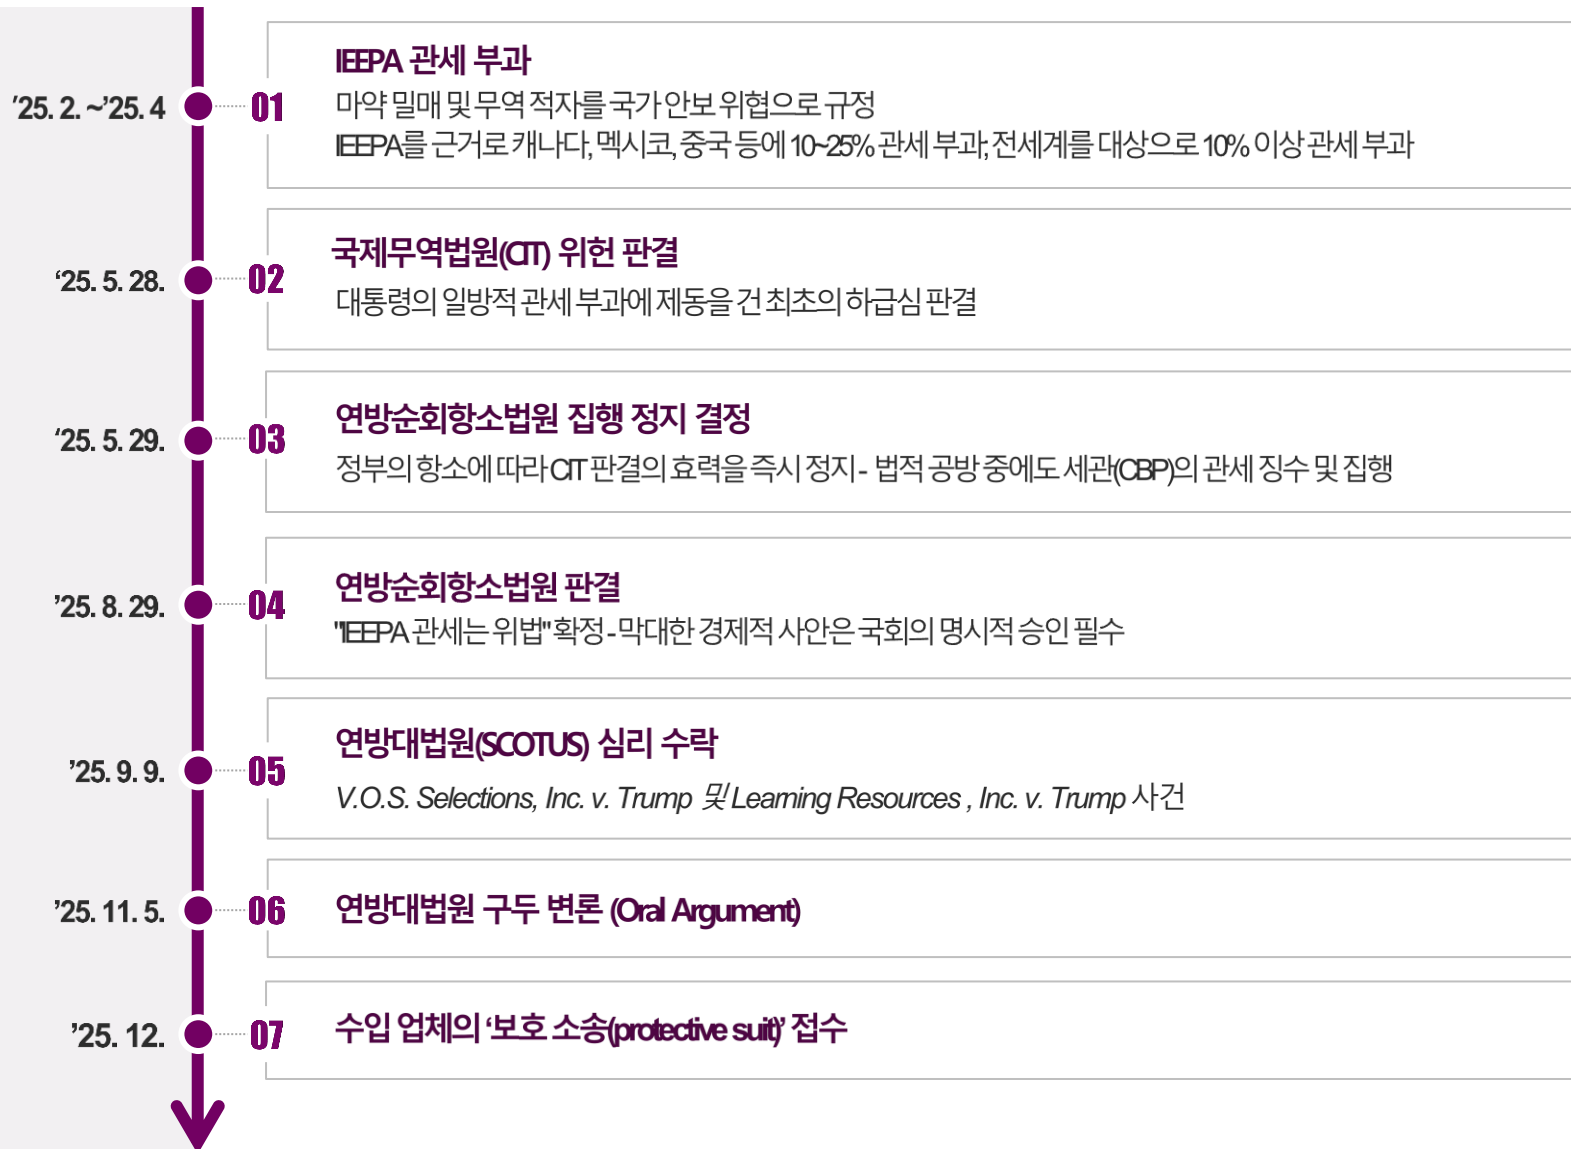 '25. 2. ~'25. 4
01
IEEPA 관세 부과
마약 밀매 및 무역 적자를 국가 안보 위협으로 규정
IEEPA를 근거로 캐나다, 멕시코, 중국 등에 10~25% 관세 부과; 전세계를 대상으로 10% 이상 관세 부과
‘25. 5. 28.
02
국제무역법원(CIT) 위헌 판결
대통령의 일방적 관세 부과에 제동을 건 최초의 하급심 판결
‘25. 5. 29.
03
연방순회항소법원 집행 정지 결정
정부의 항소에 따라 CIT 판결의 효력을 즉시 정지 - 법적 공방 중에도 세관(CBP)의 관세 징수 및 집행
’25. 8. 29.
04
연방순회항소법원 판결
"IEEPA 관세는 위법" 확정 - 막대한 경제적 사안은 국회의 명시적 승인 필수
’25. 9. 9.
05
연방대법원(SCOTUS) 심리 수락
V.O.S. Selections, Inc. v. Trump 및 Learning Resources , Inc. v. Trump 사건
’25. 11. 5.
06
연방대법원 구두 변론 (Oral Argument)
’25. 12.
07
수입 업체의 ‘보호 소송(protective suit)’ 접수